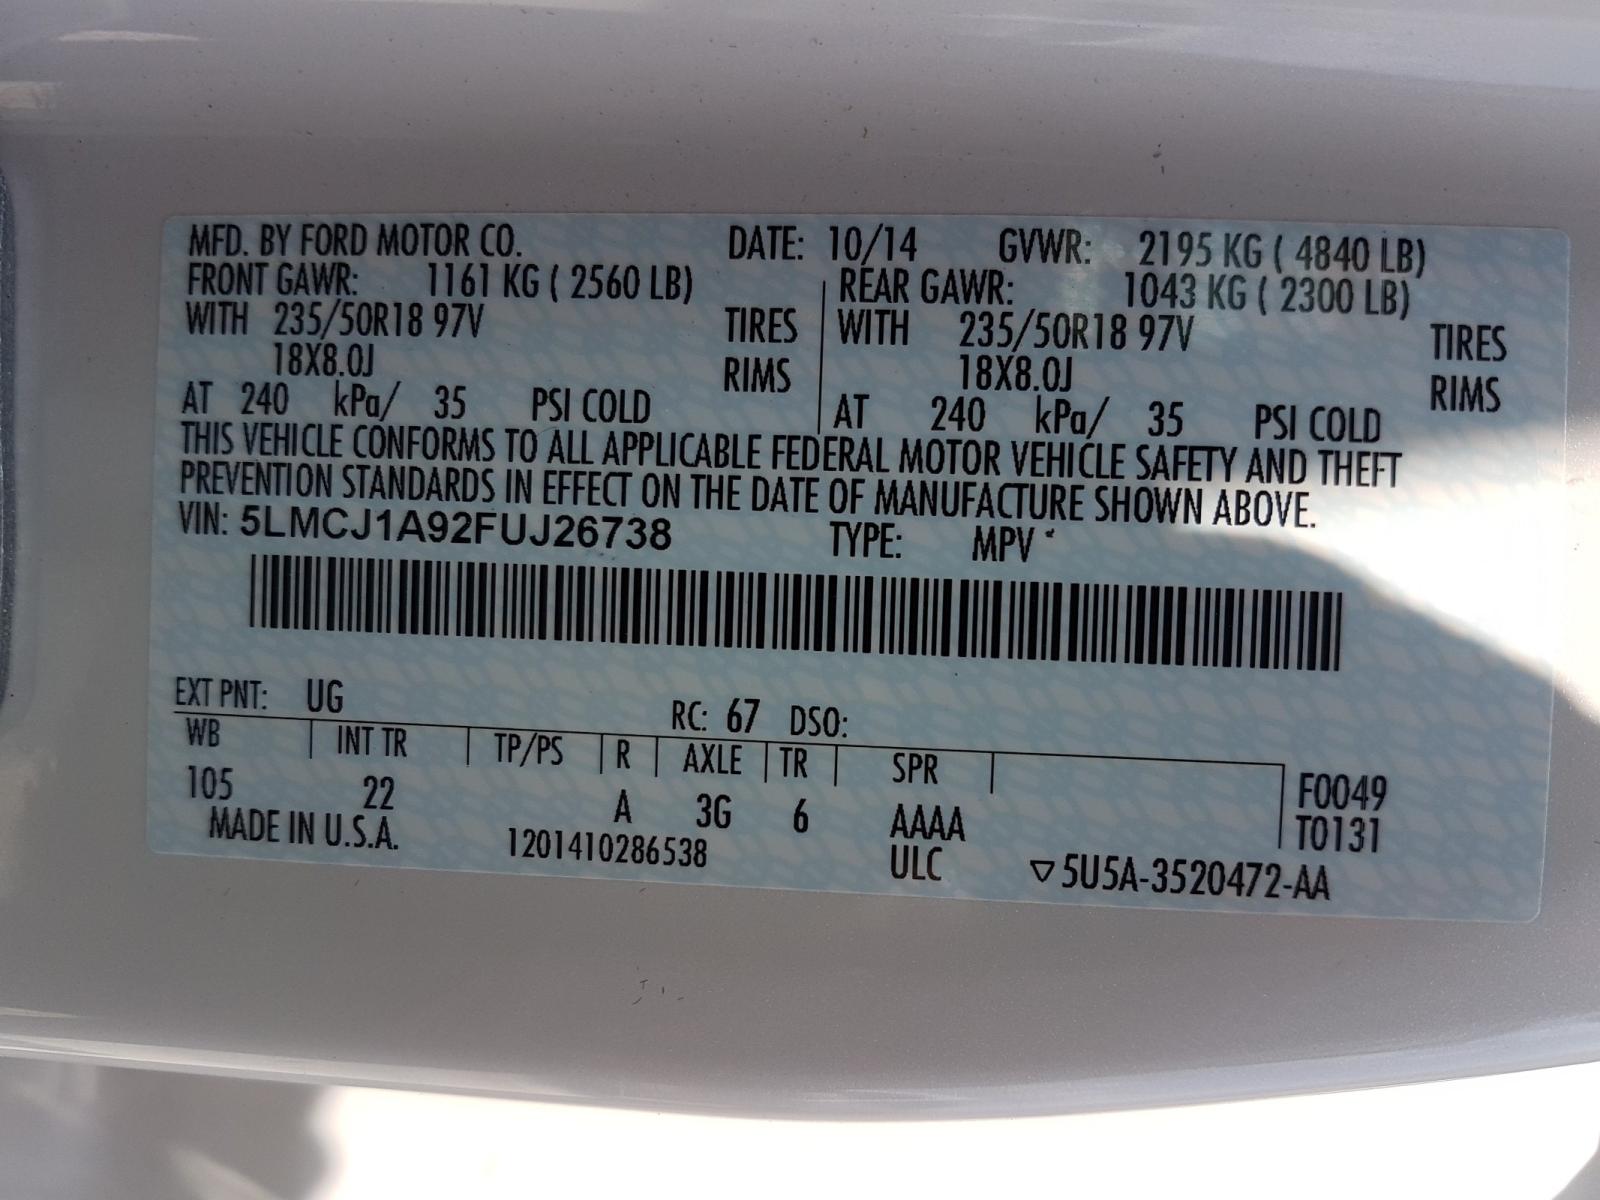 MFD. BY FORD MOTOR CO. DATE: 10/14 GVWR: 2195 KG ( 4840 LB)
FRONT GAWR: 1161 KG ( 2560 LB) REAR GAWR: 1043 KG ( 2300 LB)
WITH 235/50R18 97V TIRES WITH 235/50R18 97V TIRES
18X8.0J RIMS 18X8.0J RIMS
AT 240 kPa/ 35 PSI COLD AT 240 kPa/ 35 PSI COLD
THIS VEHICLE CONFORMS TO ALL APPLICABLE FEDERAL MOTOR VEHICLE SAFETY AND THEFT
PREVENTION STANDARDS IN EFFECT ON THE DATE OF MANUFACTURE SHOWN ABOVE.
VIN: 5LMCJ1A92FUJ26738 TYPE: MPV
EXT PNT: UG RC: 67 DSO:
WB INT TR TP/PS R AXLE TR SPR F0049
105 22 A 3G 6 AAAA T0131
MADE IN U.S.A. 1201410286538 ULC ▽5U5A-3520472-AA